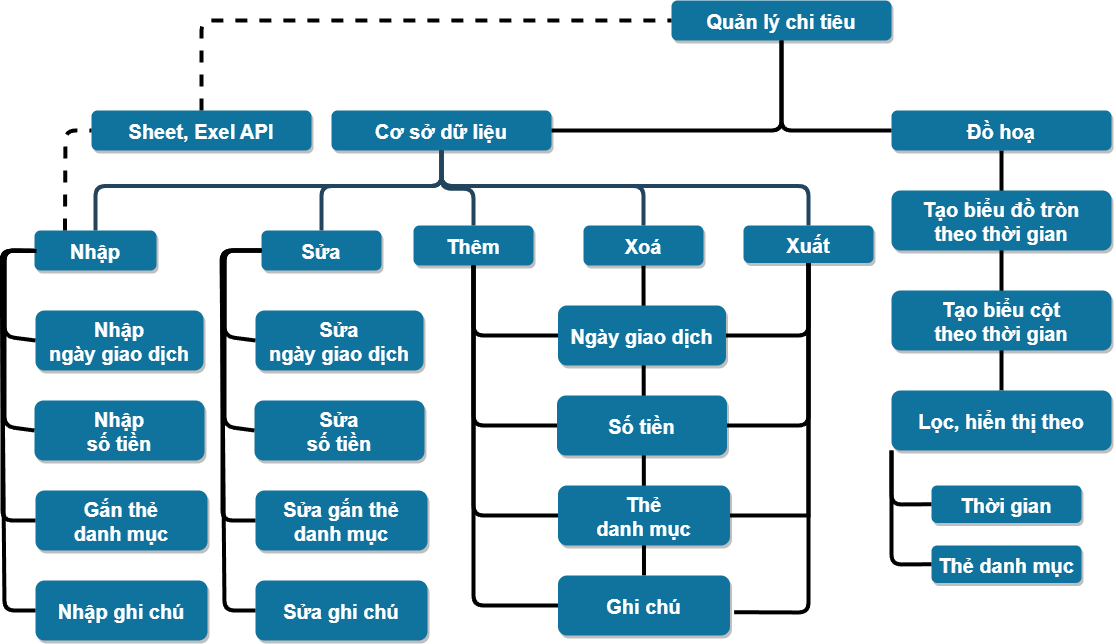 Quản lý chi tiêu
Sheet, Exel API
Cơ sở dữ liệu
Đồ hoạ
Nhập
Sửa
Thêm
Xoá
Xuất
Tạo biểu đồ tròn
theo thời gian
Nhập
ngày giao dịch
Sửa
ngày giao dịch
Ngày giao dịch
Tạo biểu cột
theo thời gian
Nhập
số tiền
Sửa
số tiền
Số tiền
Lọc, hiển thị theo
Gắn thẻ
danh mục
Sửa gắn thẻ
danh mục
Thẻ
danh mục
Thời gian
Thẻ danh mục
Nhập ghi chú
Sửa ghi chú
Ghi chú